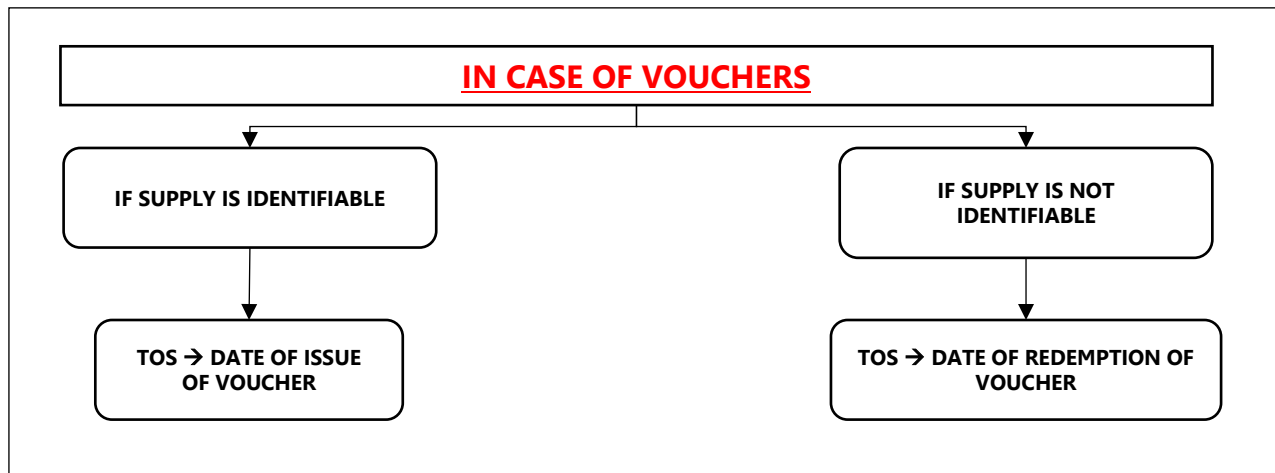 IN CASE OF VOUCHERS
IF SUPPLY IS IDENTIFIABLE
IF SUPPLY IS NOT
IDENTIFIABLE
TOS → DATE OF ISSUE
OF VOUCHER
TOS → DATE OF REDEMPTION OF
VOUCHER